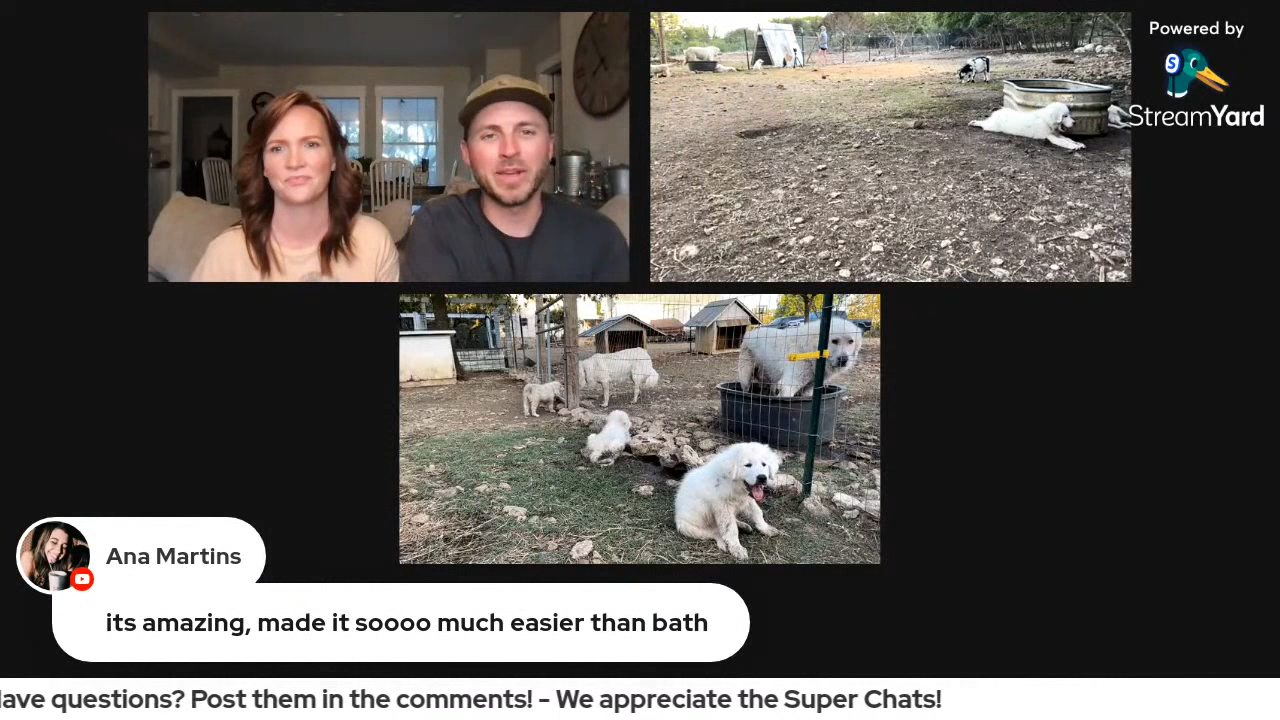 Powered by
StreamYard
Ana Martins
its amazing, made it soooo much easier than bath
ave questions? Post them in the comments! - We appreciate the Super Chats!